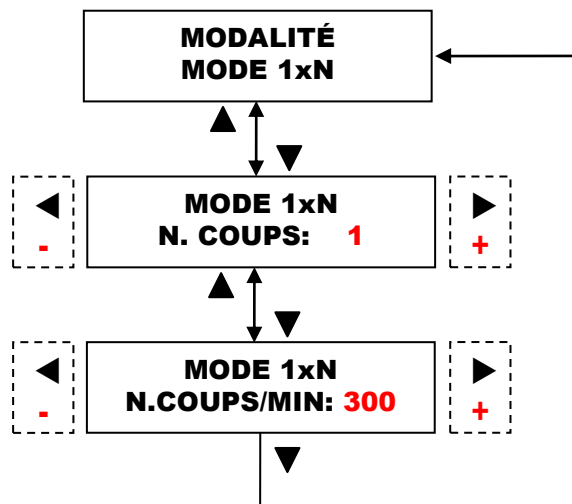 MODALITÉ
MODE 1xN
MODE 1xN
N. COUPS: 1
-
+
MODE 1xN
N.COUPS/MIN: 300
-
+